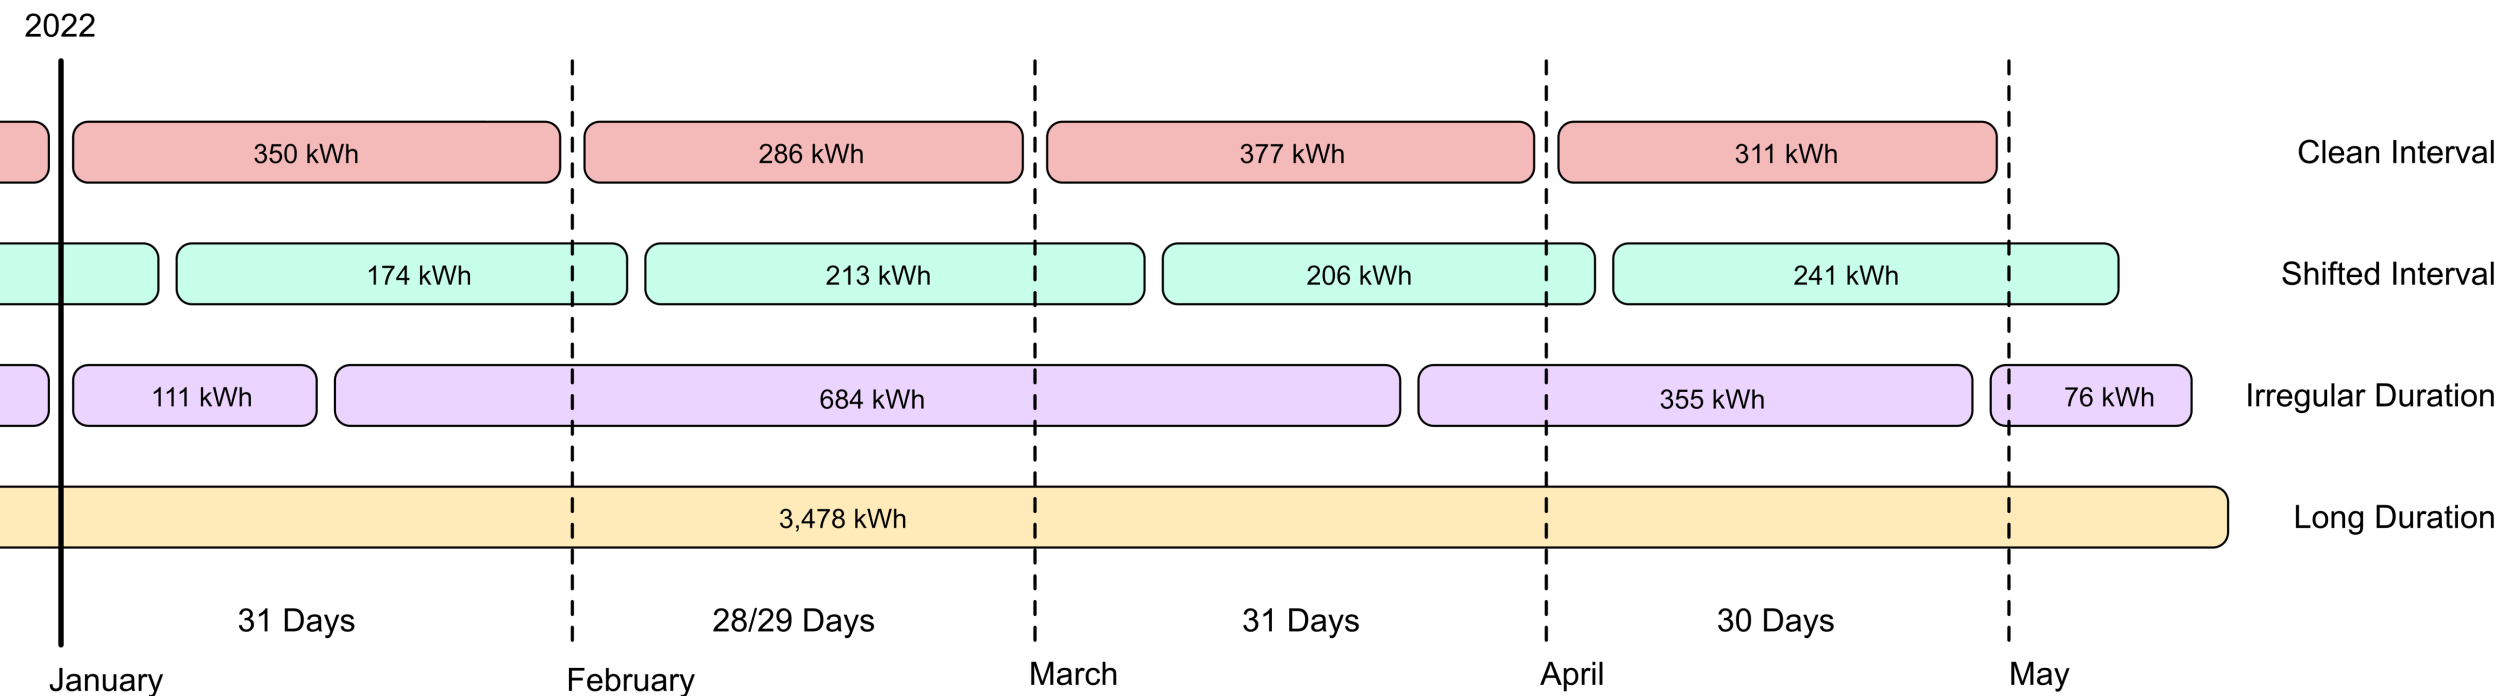 2022
350 kWh
286 kWh
377 kWh
311 kWh
Clean Interval
174 kWh
213 kWh
206 kWh
241 kWh
Shifted Interval
111 kWh
684 kWh
355 kWh
76 kWh
Irregular Duration
3,478 kWh
Long Duration
31 Days
28/29 Days
31 Days
30 Days
January
February
March
April
May